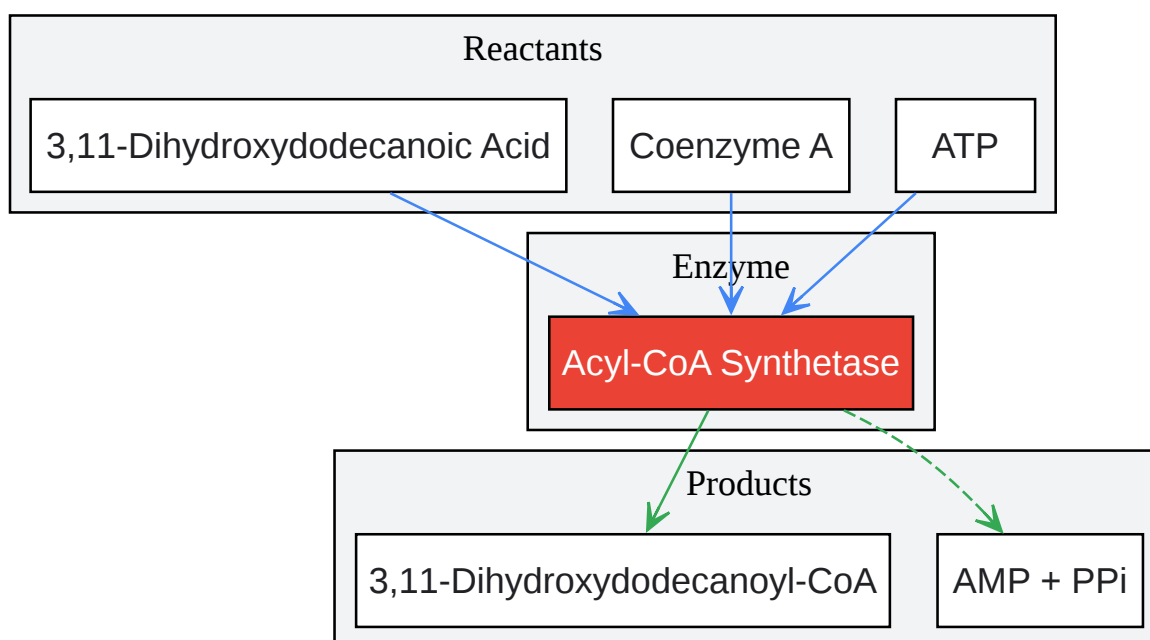 Reactants
3,11-Dihydroxydodecanoic Acid
Coenzyme A
ATP
Enzyme
Acyl-CoA Synthetase
Products
3,11-Dihydroxydodecanoyl-CoA
AMP + PPi